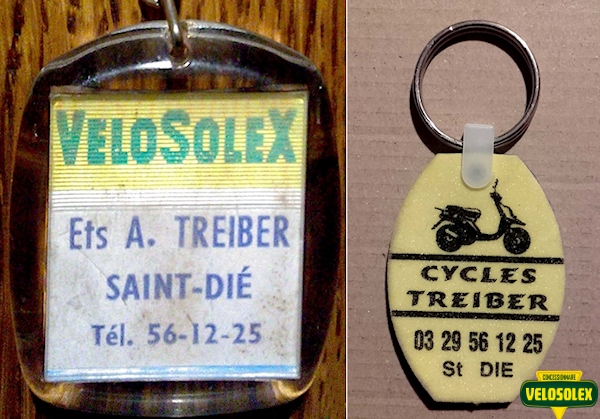 VELOSOLEX
Ets A. TREIBER
SAINT-DIÉ
Tél. 56-12-25
CYCLES
TREIBER
03 29 56 12 25
St DIE
CONCESSIONNAIRE
VELOSOLEX